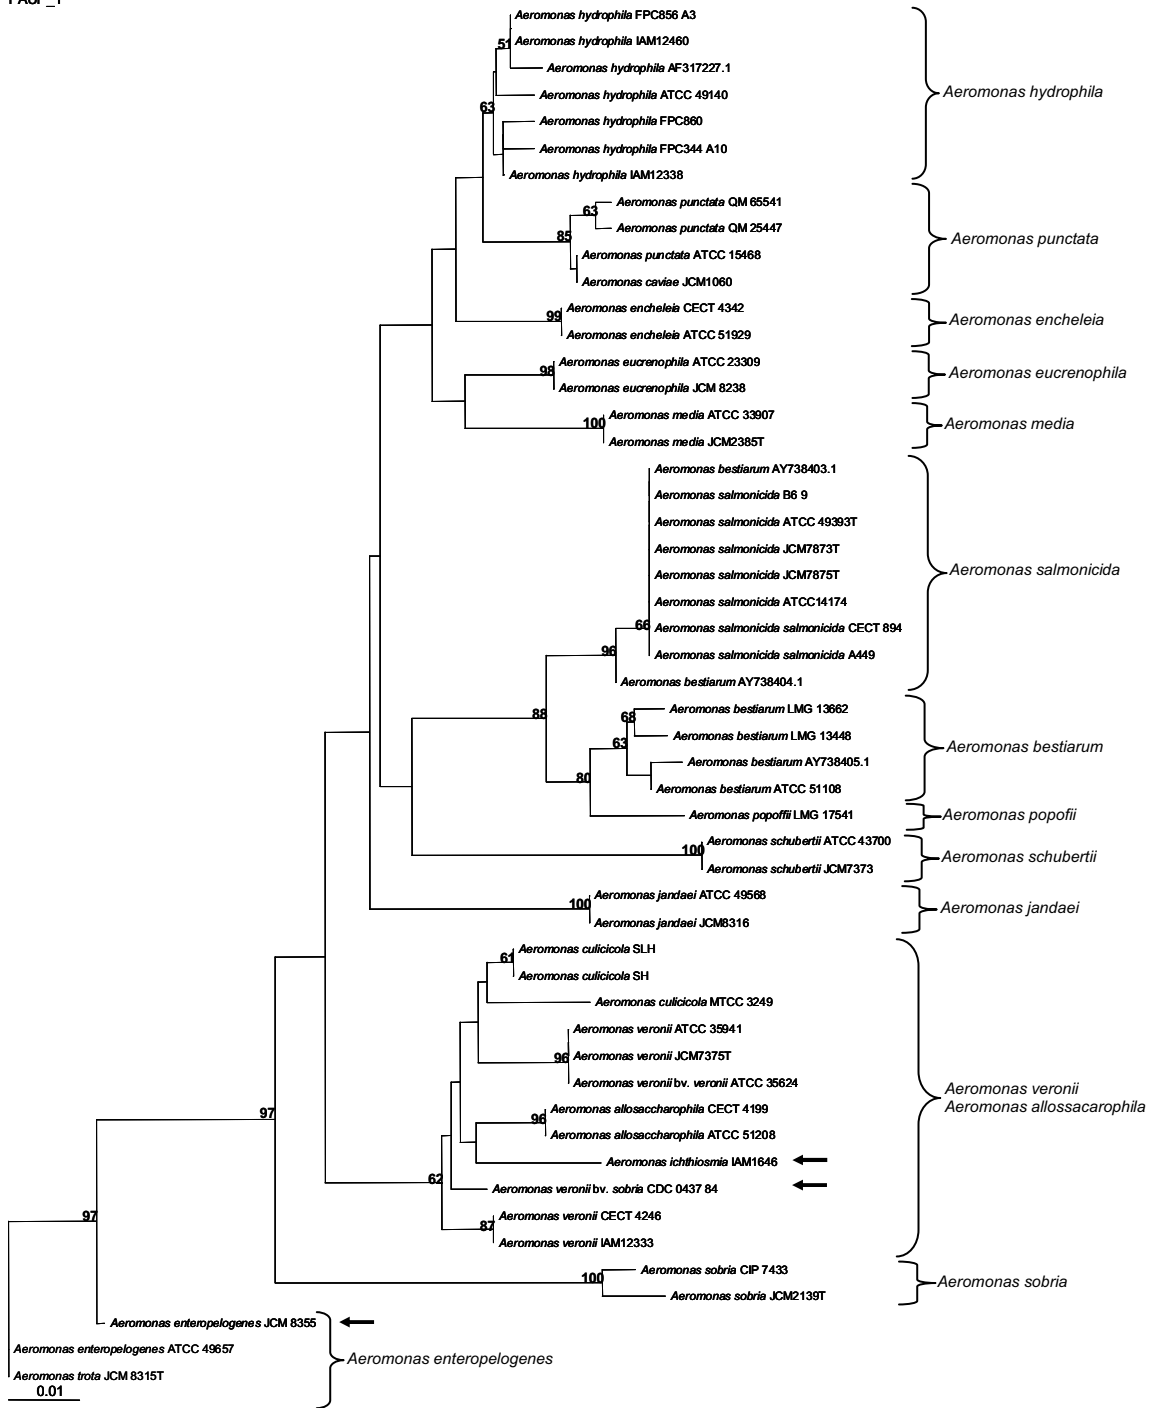 51
Aeromonas hydrophila FPC856 A3
Aeromonas hydrophila IAM12460
Aeromonas hydrophila AF317227.1
63
Aeromonas hydrophila ATCC 49140
Aeromonas hydrophila FPC860
Aeromonas hydrophila FPC344 A10
Aeromonas hydrophila IAM12338
Aeromonas hydrophila
63
Aeromonas punctata QM 65541
Aeromonas punctata QM 25447
85
Aeromonas punctata ATCC 15468
Aeromonas caviae JCM1060
Aeromonas punctata
99
Aeromonas encheleia CECT 4342
Aeromonas encheleia ATCC 51929
Aeromonas encheleia
98
Aeromonas eucrenophila ATCC 23309
Aeromonas eucrenophila JCM 8238
Aeromonas eucrenophila
100
Aeromonas media ATCC 33907
Aeromonas media JCM2385T
Aeromonas media
Aeromonas bestiarum AY738403.1
Aeromonas salmonicida B6 9
Aeromonas salmonicida ATCC 49393T
Aeromonas salmonicida JCM7873T
Aeromonas salmonicida JCM7875T
Aeromonas salmonicida ATCC14174
66
Aeromonas salmonicida salmonicida CECT 894
Aeromonas salmonicida salmonicida A449
96
Aeromonas bestiarum AY738404.1
Aeromonas salmonicida
88
68
Aeromonas bestiarum LMG 13662
Aeromonas bestiarum LMG 13448
63
Aeromonas bestiarum AY738405.1
Aeromonas bestiarum ATCC 51108
Aeromonas bestiarum
80
Aeromonas popoffii LMG 17541
Aeromonas popofii
100
Aeromonas schubertii ATCC 43700
Aeromonas schubertii JCM7373
Aeromonas schubertii
100
Aeromonas jandaei ATCC 49568
Aeromonas jandaei JCM8316
Aeromonas jandaei
61
Aeromonas culicicola SLH
Aeromonas culicicola SH
Aeromonas culicicola MTCC 3249
Aeromonas veronii ATCC 35941
96
Aeromonas veronii JCM7375T
Aeromonas veronii bv. veronii ATCC 35624
96
Aeromonas allosaccharophila CECT 4199
Aeromonas allosaccharophila ATCC 51208
Aeromonas ichthiosmia IAM1646
62
Aeromonas veronii bv. sobria CDC 0437 84
87
Aeromonas veronii CECT 4246
Aeromonas veronii IAM12333
Aeromonas veronii
Aeromonas allossacarophila
97
100
Aeromonas sobria CIP 7433
Aeromonas sobria JCM2139T
Aeromonas sobria
97
Aeromonas enteropelogenes JCM 8355
Aeromonas enteropelogenes ATCC 49657
Aeromonas trota JCM 8315T
Aeromonas enteropelogenes
0.01